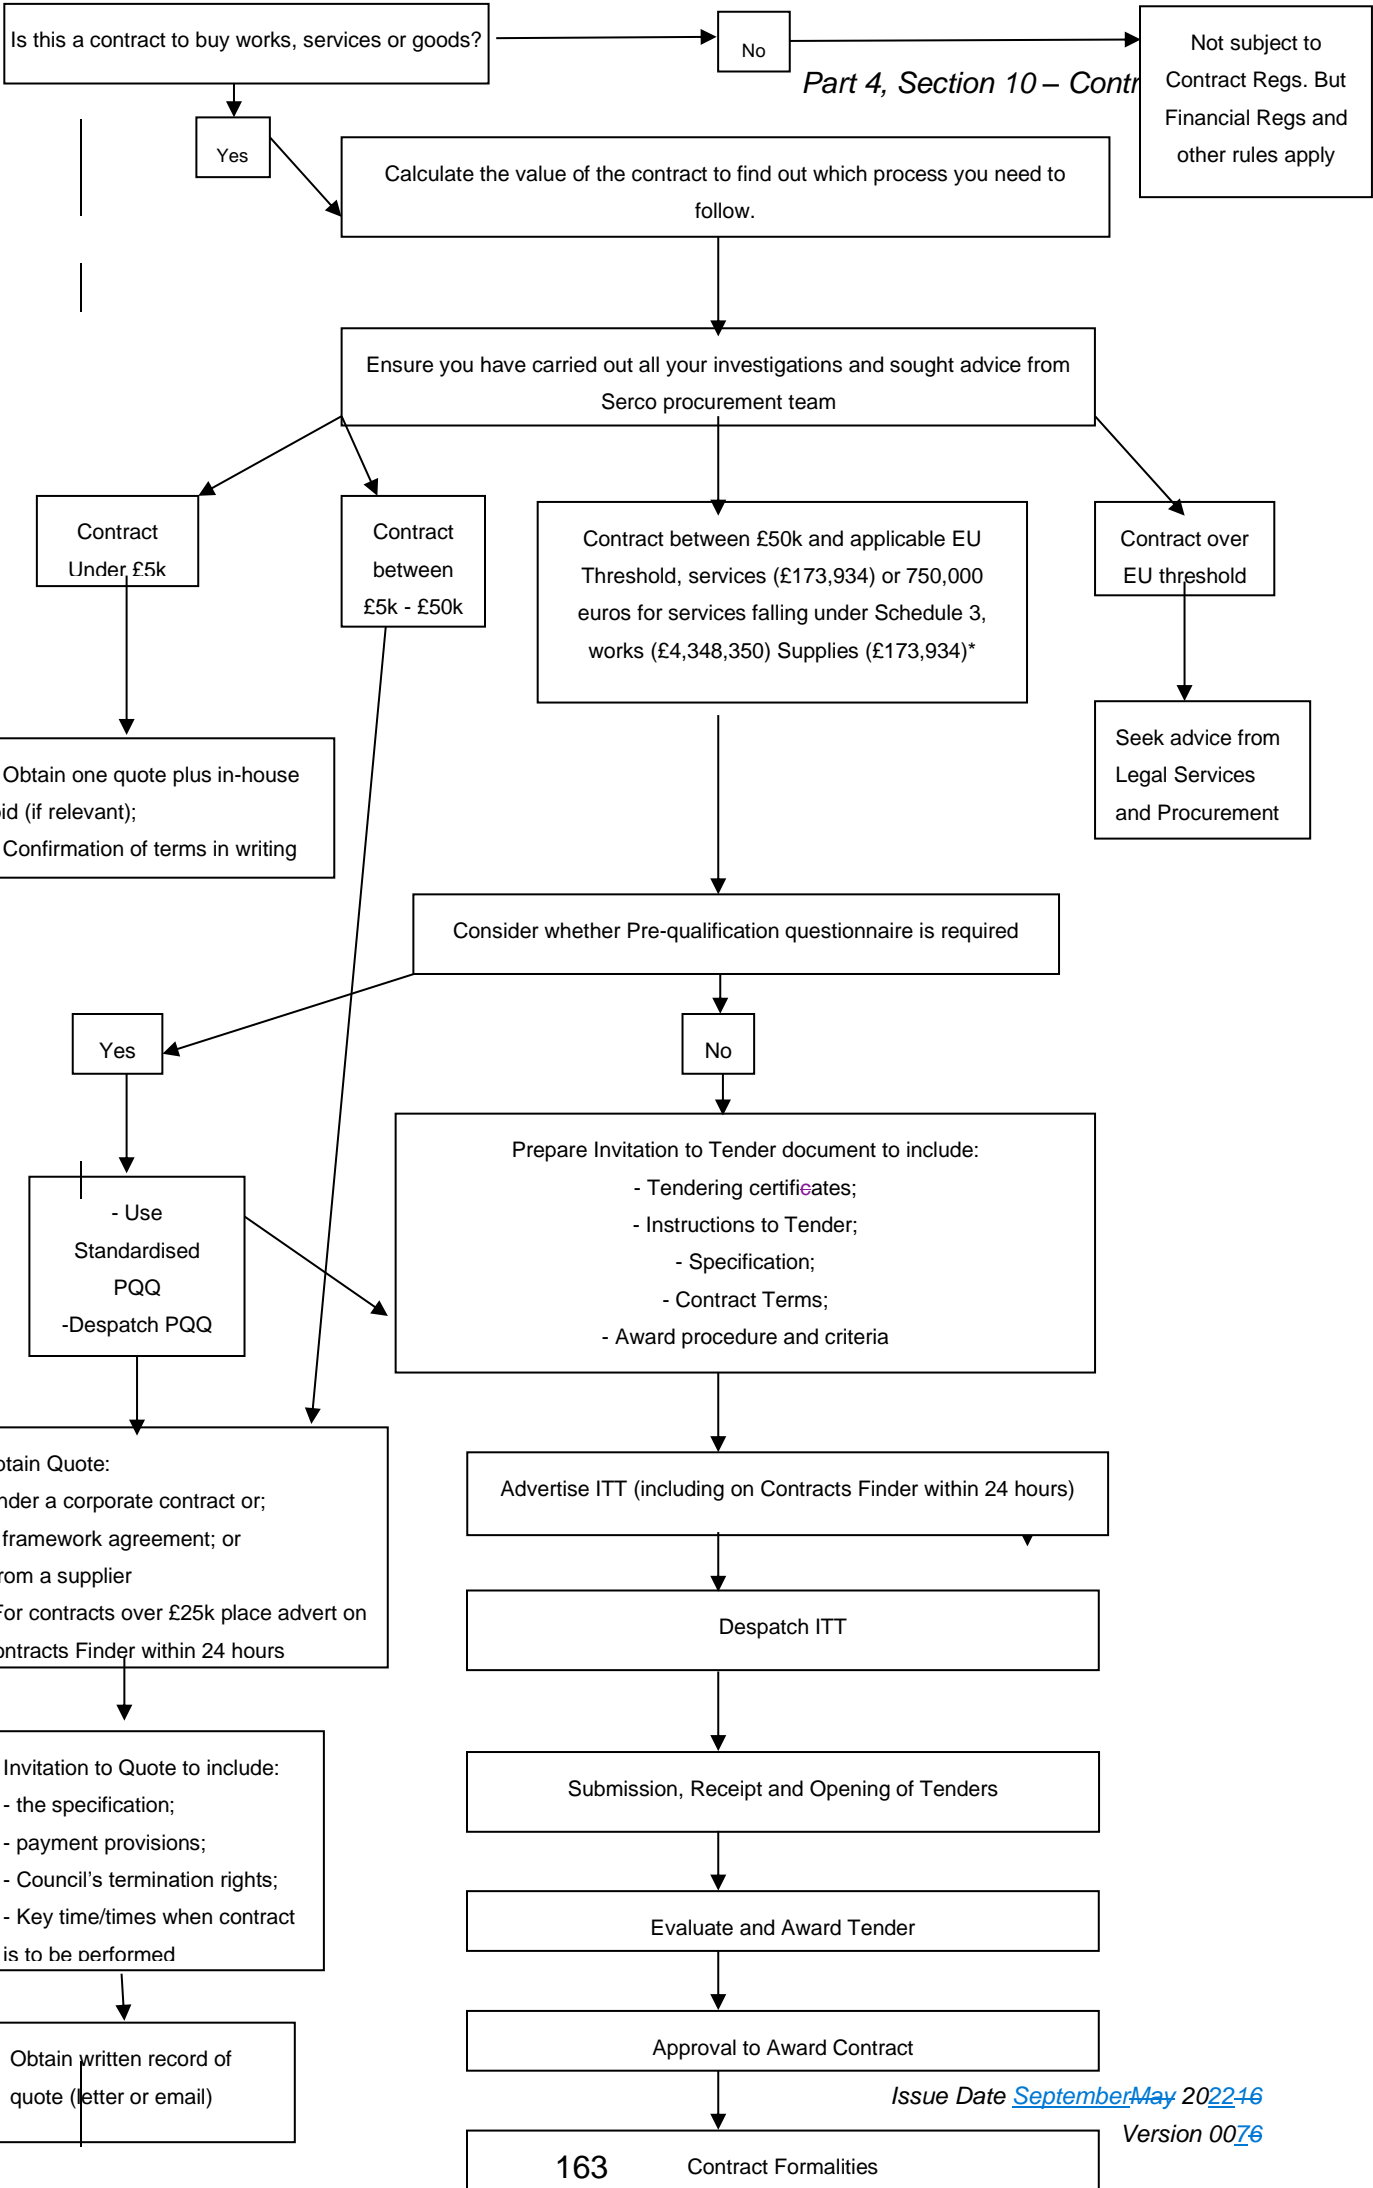 Is this a contract to buy works, services or goods?
No
Not subject to
Contract Regs. But
Financial Regs and
other rules apply
Part 4, Section 10 – Contr
Yes
Calculate the value of the contract to find out which process you need to
follow.
Ensure you have carried out all your investigations and sought advice from
Serco procurement team
Contract
Under £5k
Contract
between
£5k - £50k
Contract between £50k and applicable EU
Threshold, services (£173,934) or 750,000
euros for services falling under Schedule 3,
works (£4,348,350) Supplies (£173,934)*
Contract over
EU threshold
Obtain one quote plus in-house
id (if relevant);
Confirmation of terms in writing
Seek advice from
Legal Services
and Procurement
Consider whether Pre-qualification questionnaire is required
Yes
No
- Use
Standardised
PQQ
-Despatch PQQ
Prepare Invitation to Tender document to include:
- Tendering certificates;
- Instructions to Tender;
- Specification;
- Contract Terms;
- Award procedure and criteria
otain Quote:
nder a corporate contract or;
framework agreement; or
rom a supplier
For contracts over £25k place advert on
ontracts Finder within 24 hours
Advertise ITT (including on Contracts Finder within 24 hours)
Despatch ITT
Invitation to Quote to include:
- the specification;
- payment provisions;
- Council's termination rights;
- Key time/times when contract
is to be performed
Submission, Receipt and Opening of Tenders
Evaluate and Award Tender
Obtain written record of
quote (letter or email)
Approval to Award Contract
Issue Date SeptemberMay 202216
Version 0076
163
Contract Formalities